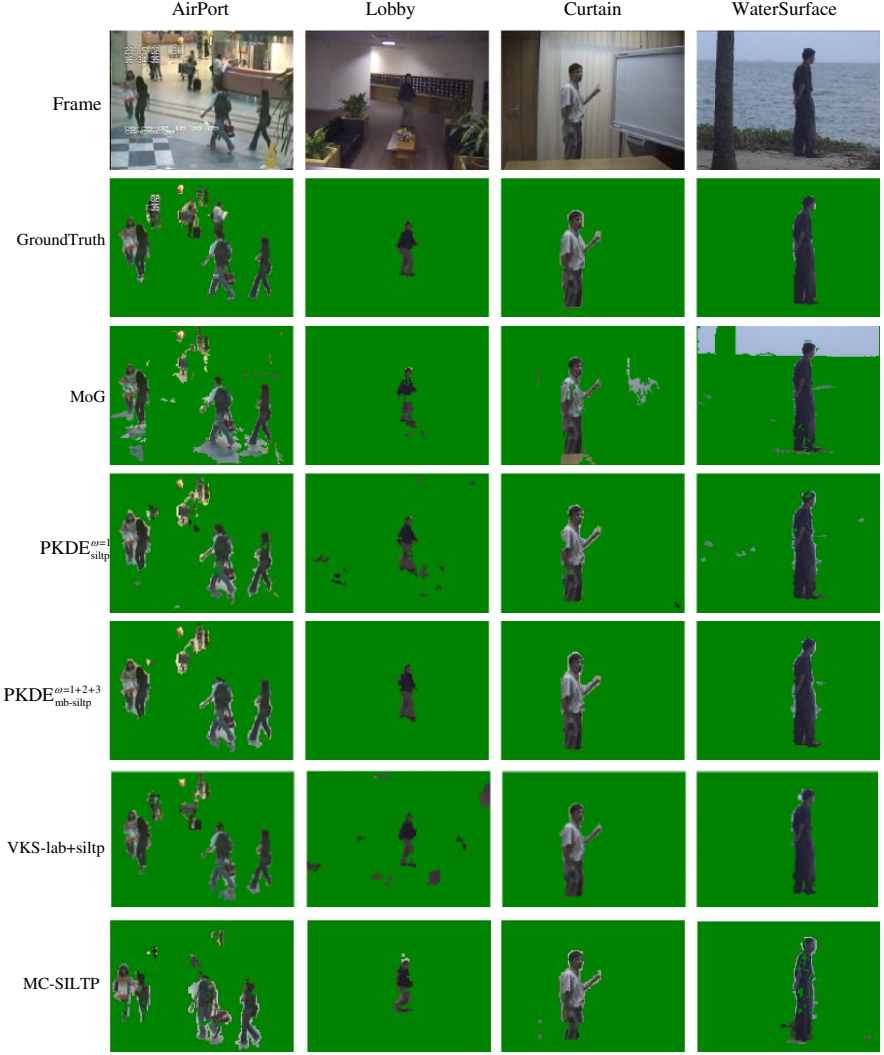 AirPort Lobby Curtain WaterSurface
Frame
GroundTruth
MoG
PKDE ω=1 siltp
PKDE ω=1+2+3 mb-siltp
VKS-lab+siltp
MC-SILTP